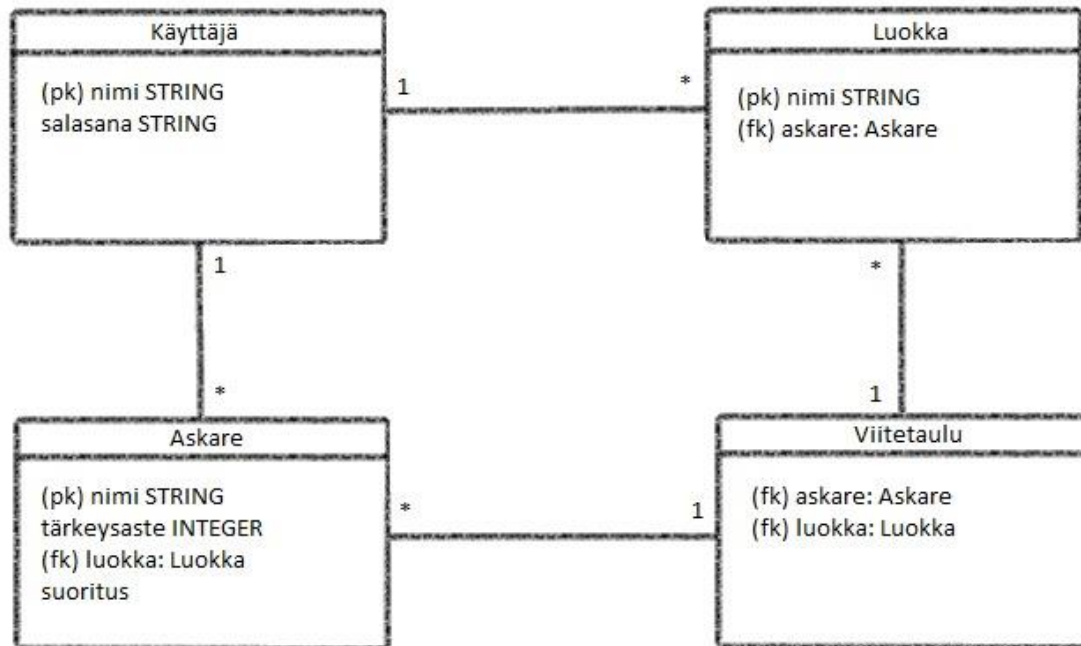 Käyttäjä
(pk) nimi STRING
salasana STRING
1
*
Luokka
(pk) nimi STRING
(fk) askare: Askare
1
*
*
1
Askare
(pk) nimi STRING
tärkeysaste INTEGER
(fk) luokka: Luokka
suoritus
*
1
Viitetaulu
(fk) askare: Askare
(fk) luokka: Luokka